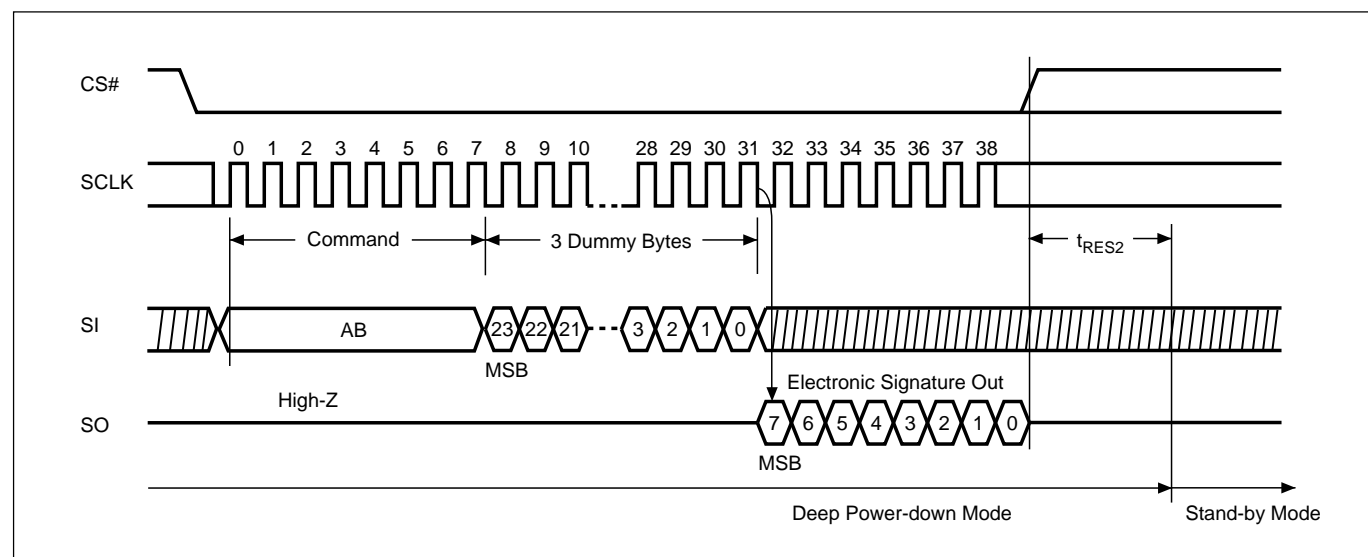 CS#
0 1 2 3 4 5 6 7 8 9 10 28 29 30 31 32 33 34 35 36 37 38
SCLK
Command 3 Dummy Bytes tRES2
SI AB 23 22 21 3 2 1 0
MSB
High-Z Electronic Signature Out
SO 7 6 5 4 3 2 1 0
MSB
Deep Power-down Mode Stand-by Mode